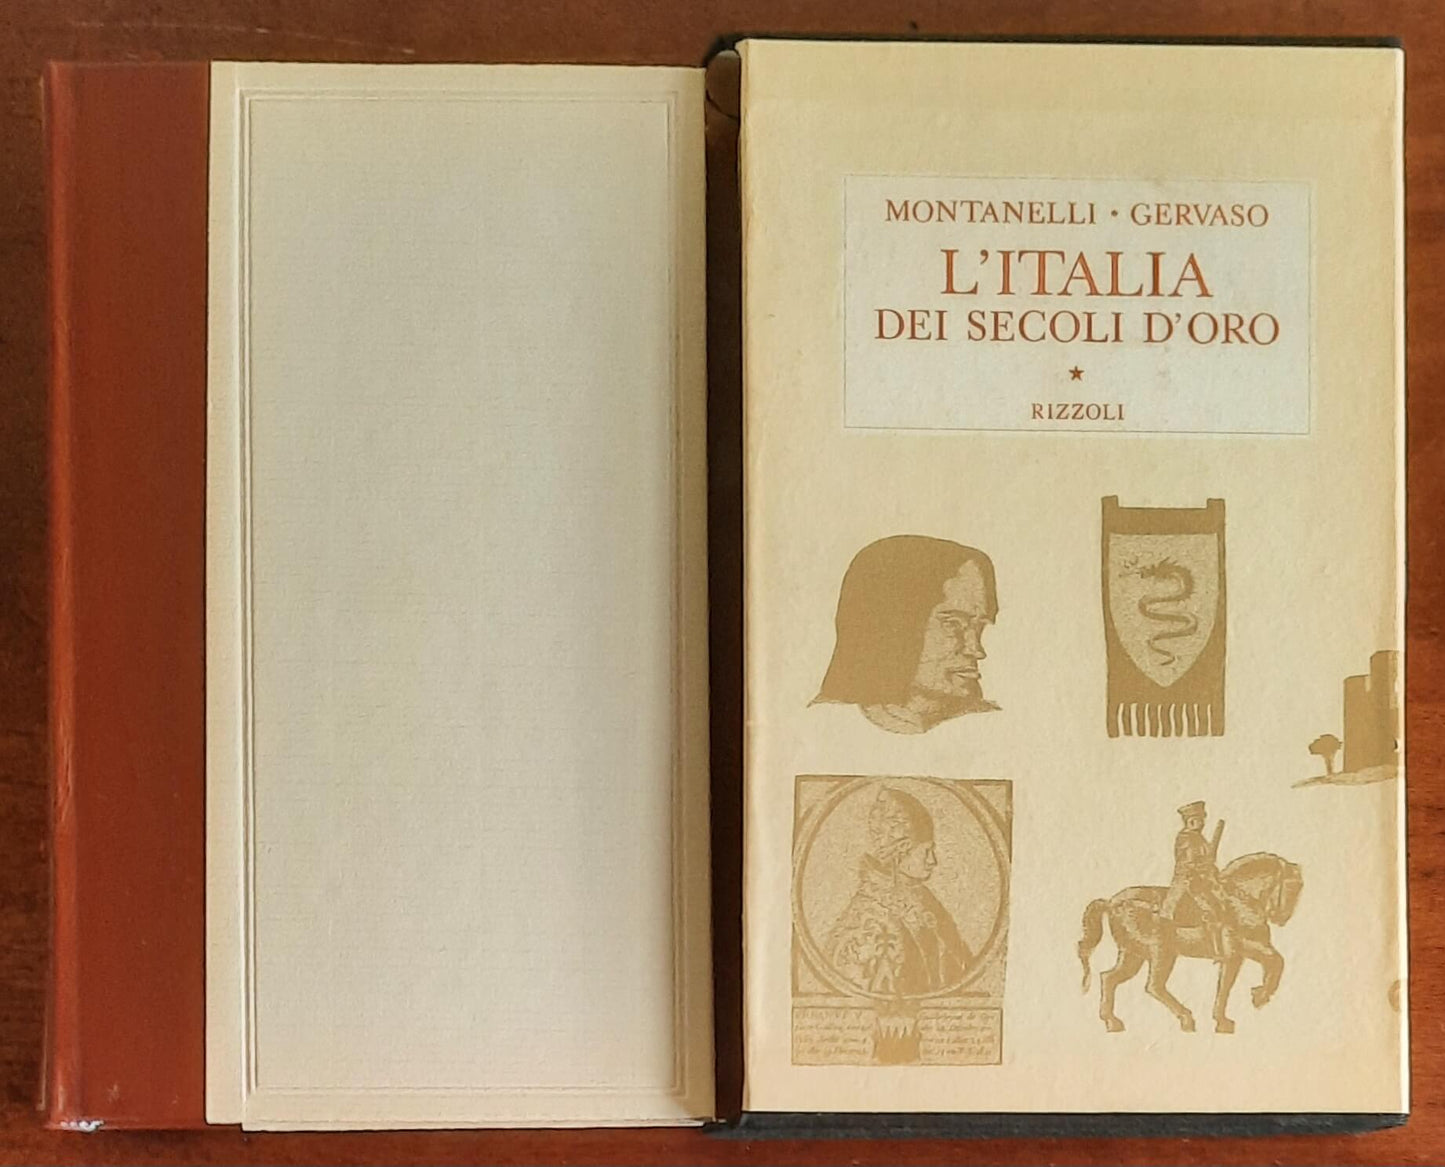 MONTANELLI • GERVASO
L'ITALIA
DEI SECOLI D'ORO
★
RIZZOLI